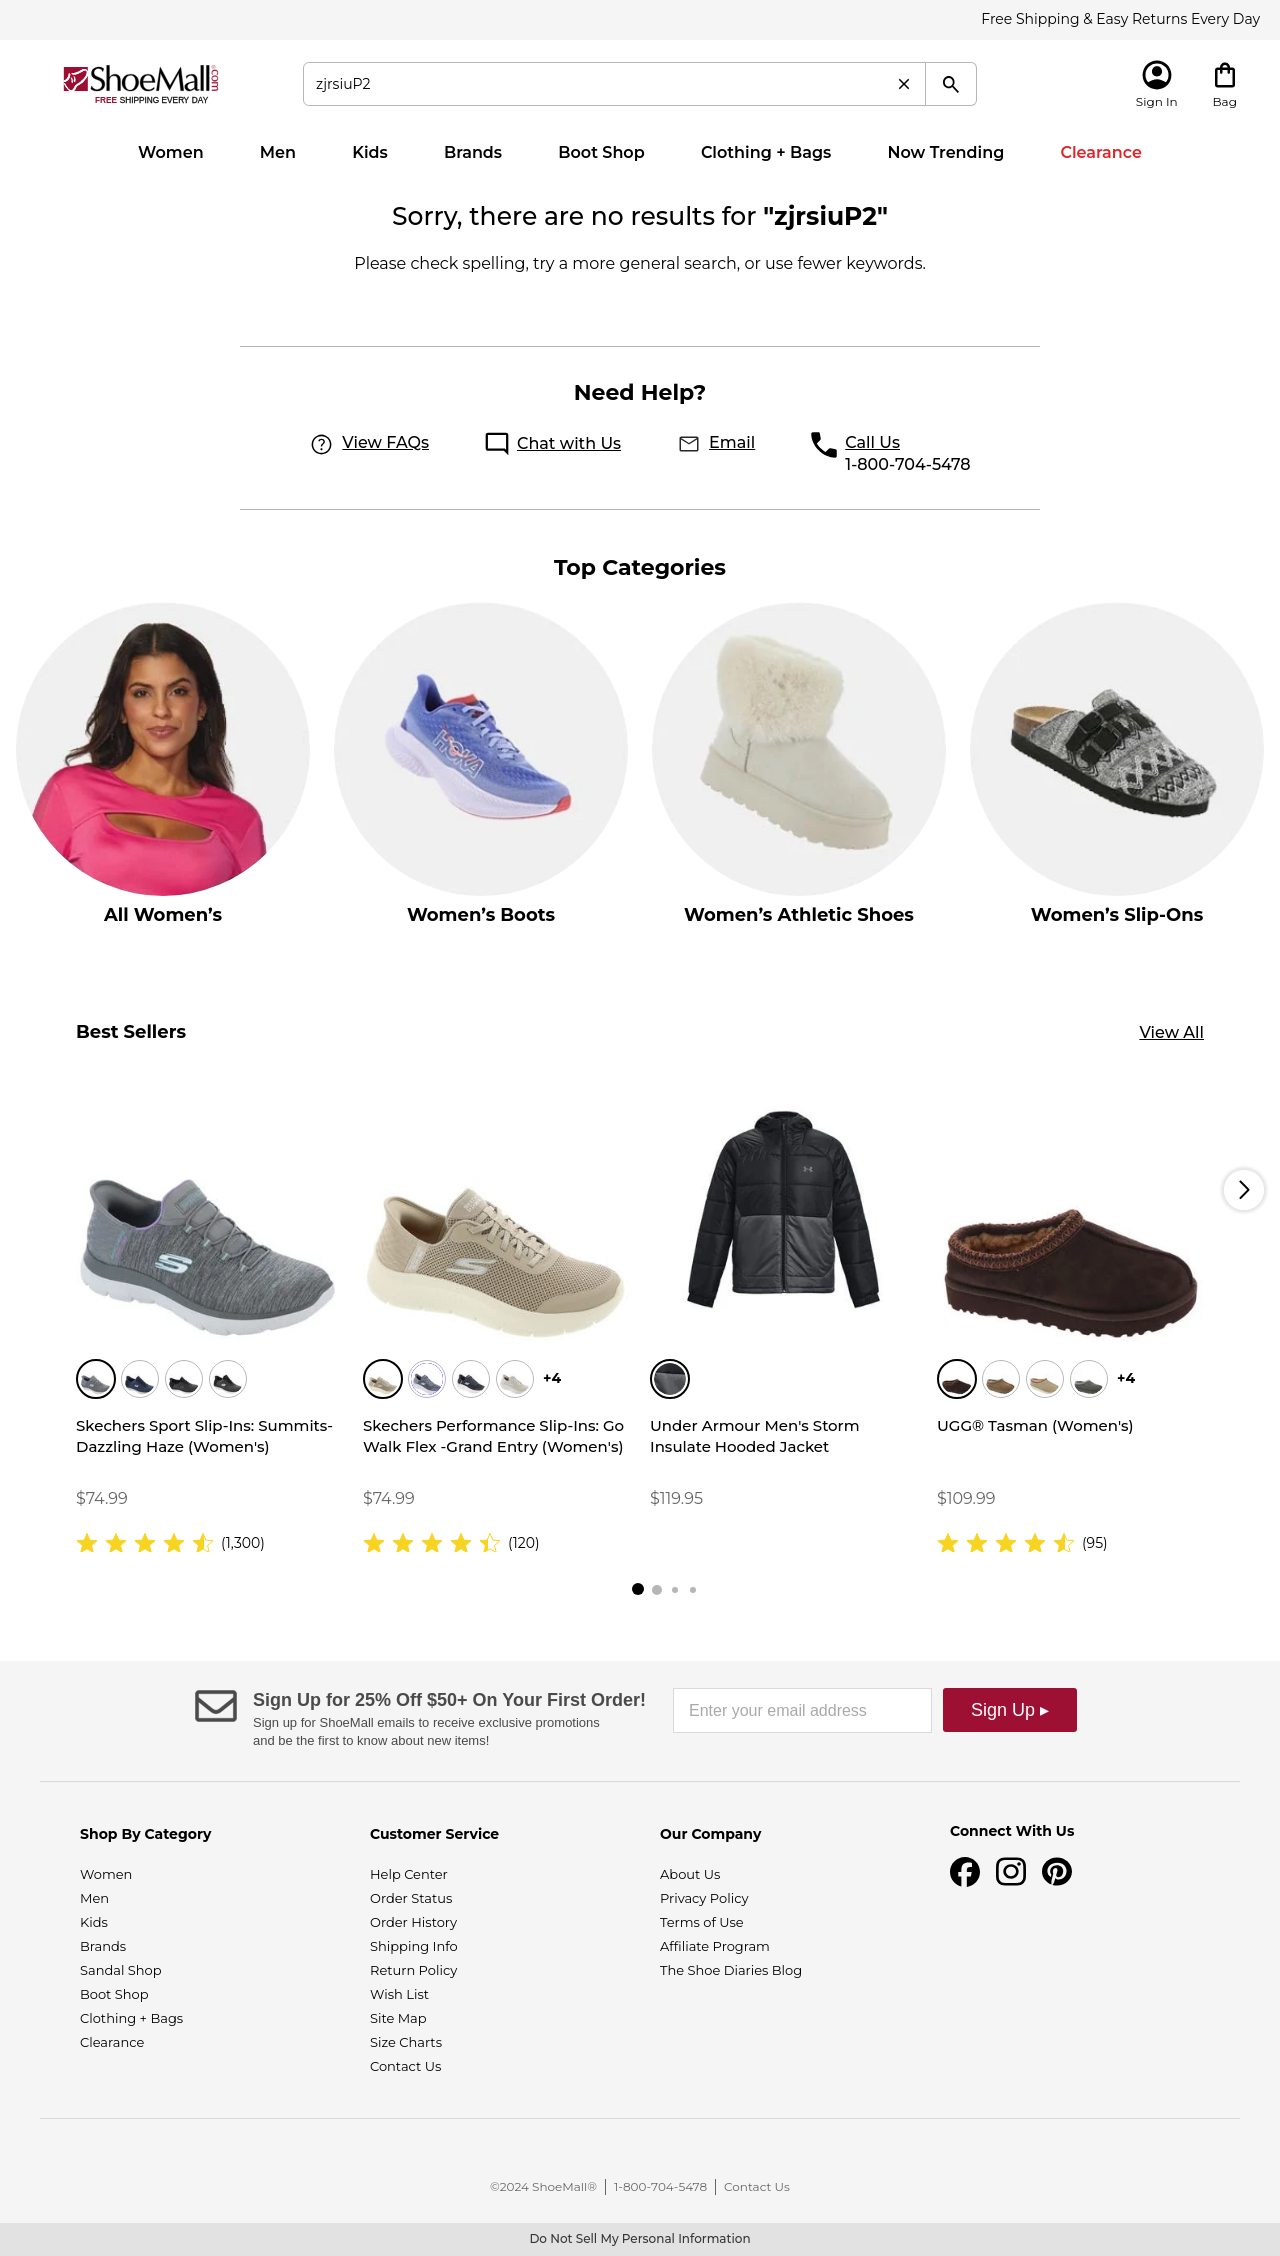 Free Shipping & Easy Returns Every Day
ShoeMall.com
FREE SHIPPING EVERY DAY
zjrsiuP2
Sign In
Bag
Women Men Kids Brands Boot Shop Clothing + Bags Now Trending Clearance
Sorry, there are no results for "zjrsiuP2"
Please check spelling, try a more general search, or use fewer keywords.
Need Help?
View FAQs
Chat with Us
Email
Call Us
1-800-704-5478
Top Categories
HOKA
All Women’s
Women’s Boots
Women’s Athletic Shoes
Women’s Slip-Ons
Best Sellers
View All
+4
+4
Skechers Sport Slip-Ins: Summits-
Dazzling Haze (Women's)
$74.99
(1,300)
Skechers Performance Slip-Ins: Go
Walk Flex -Grand Entry (Women's)
$74.99
(120)
Under Armour Men's Storm
Insulate Hooded Jacket
$119.95
UGG® Tasman (Women's)
$109.99
(95)
Sign Up for 25% Off $50+ On Your First Order!
Sign up for ShoeMall emails to receive exclusive promotions
and be the first to know about new items!
Enter your email address
Sign Up ▸
Shop By Category
Women
Men
Kids
Brands
Sandal Shop
Boot Shop
Clothing + Bags
Clearance
Customer Service
Help Center
Order Status
Order History
Shipping Info
Return Policy
Wish List
Site Map
Size Charts
Contact Us
Our Company
About Us
Privacy Policy
Terms of Use
Affiliate Program
The Shoe Diaries Blog
Connect With Us
©2024 ShoeMall® | 1-800-704-5478 | Contact Us
Do Not Sell My Personal Information